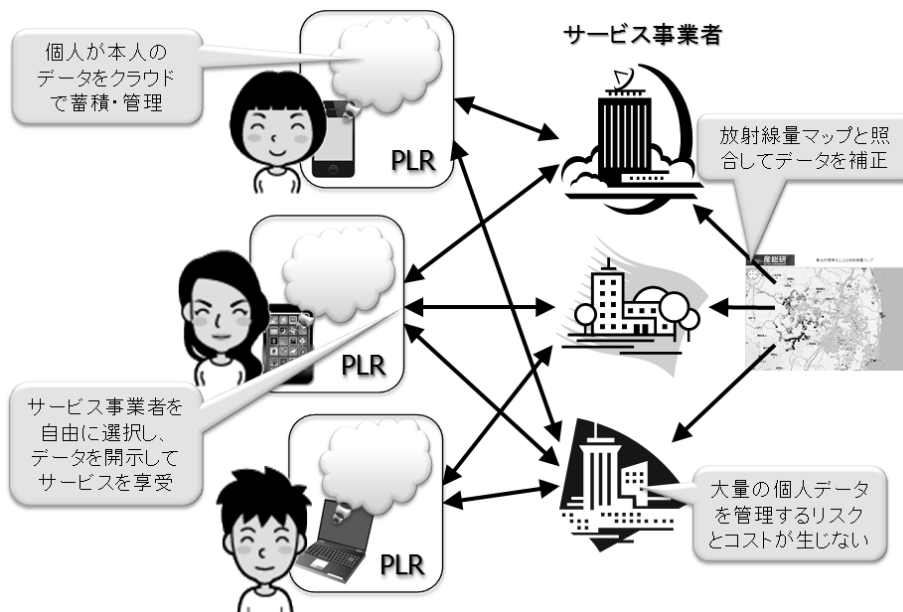 個人が本人の
データをクラウド
で蓄積・管理
PLR
サービス事業者
放射線量マップと照
合してデータを補正
産総研
PLR
サービス事業者を
自由に選択し、
データを開示して
サービスを享受
PLR
大量の個人データ
を管理するリスク
とコストが生じない